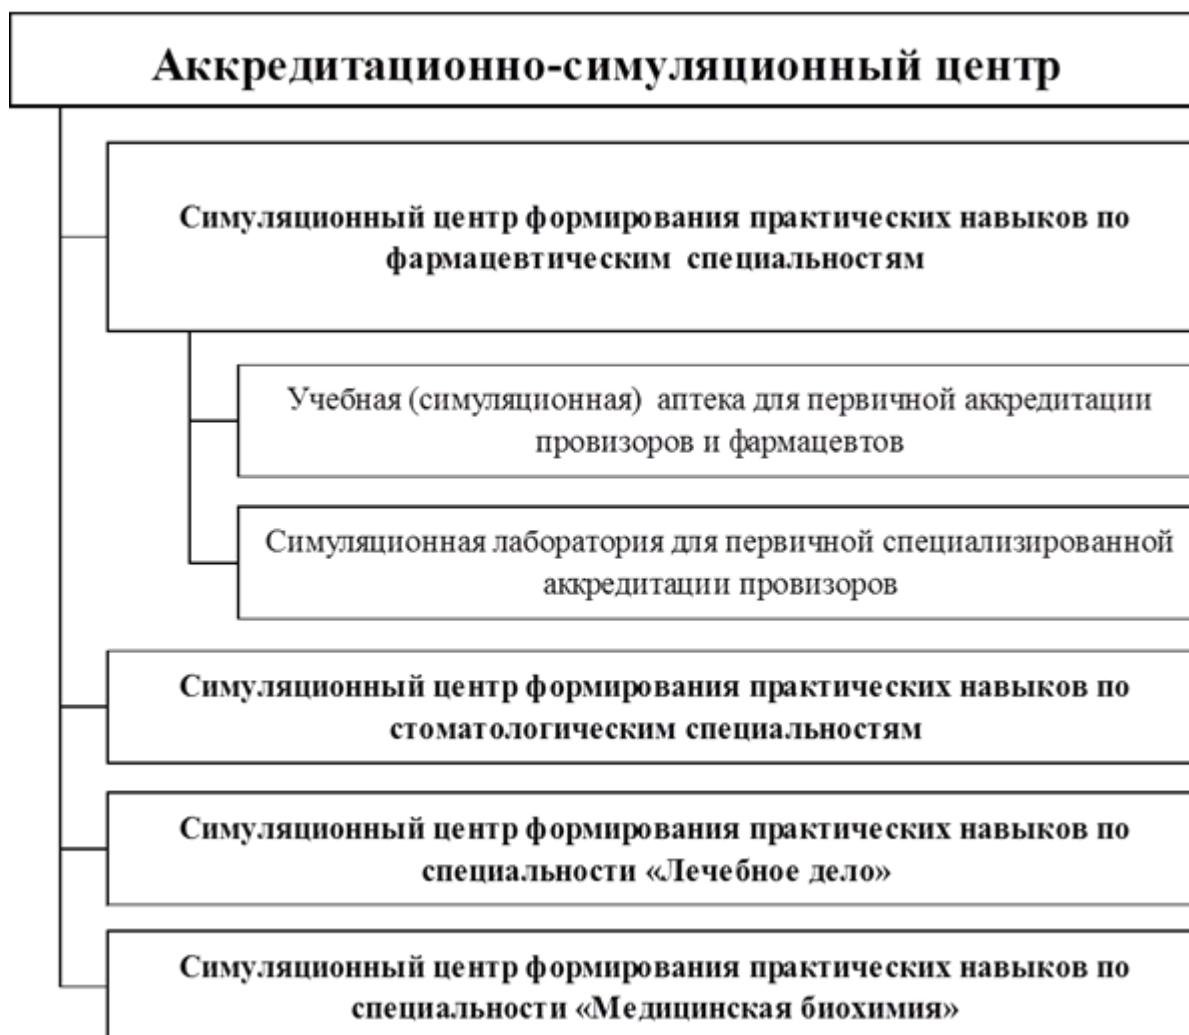 Аккредитационно-симуляционный центр
Симуляционный центр формирования практических навыков по
фармацевтическим специальностям
Учебная (симуляционная) аптека для первичной аккредитации
провизоров и фармацевтов
Симуляционная лаборатория для первичной специализированной
аккредитации провизоров
Симуляционный центр формирования практических навыков по
стоматологическим специальностям
Симуляционный центр формирования практических навыков по
специальности «Лечебное дело»
Симуляционный центр формирования практических навыков по
специальности «Медицинская биохимия»